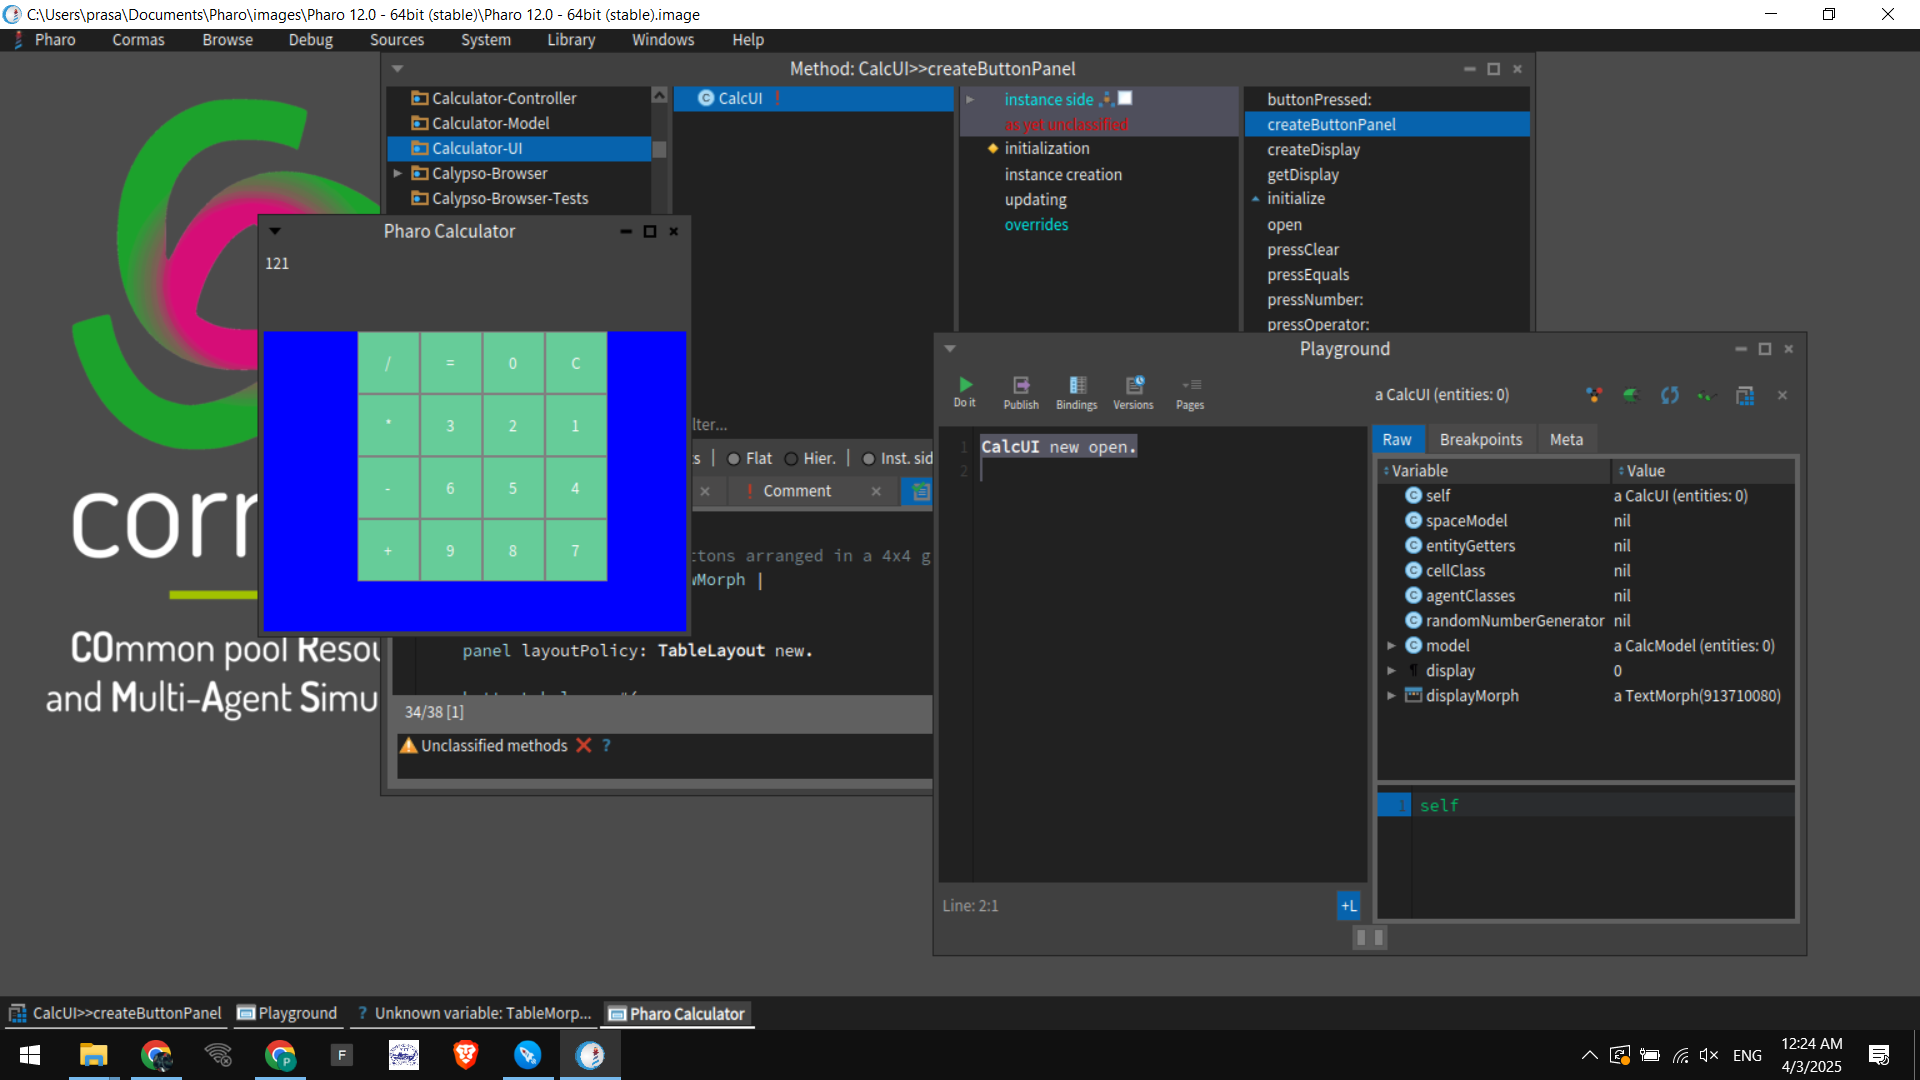 C:\Users\prasa\Documents\Pharo\images\Pharo 12.0 - 64bit (stable)\Pharo 12.0 - 64bit (stable).image
Pharo Cormas Browse Debug Sources System Library Windows Help
Method: CalcUI>>createButtonPanel
Calculator-Controller
Calculator-Model
Calculator-UI
Calypso-Browser
Calypso-Browser-Tests
CalcUI !
instance side
as yet unclassified
initialization
instance creation
updating
overrides
buttonPressed:
createButtonPanel
createDisplay
getDisplay
initialize
open
pressClear
pressEquals
pressNumber:
pressOperator:
lter...
s | Flat Hier. | Inst. sid
! Comment
ttons arranged in a 4x4 g
wMorph |
panel layoutPolicy: TableLayout new.
34/38 [1]
Unclassified methods ?
Pharo Calculator
121
/ = 0 C
* 3 2 1
- 6 5 4
+ 9 8 7
corm
COmmon pool Resou
and Multi-Agent Simu
Playground
Do it Publish Bindings Versions Pages
1 CalcUI new open.
2
Line: 2:1
+L
a CalcUI (entities: 0)
Raw Breakpoints Meta
Variable Value
self a CalcUI (entities: 0)
spaceModel nil
entityGetters nil
cellClass nil
agentClasses nil
randomNumberGenerator nil
model a CalcModel (entities: 0)
display 0
displayMorph a TextMorph(913710080)
1 self
CalcUI>>createButtonPanel Playground ? Unknown variable: TableMorp... Pharo Calculator
F
P
ENG
12:24 AM
4/3/2025